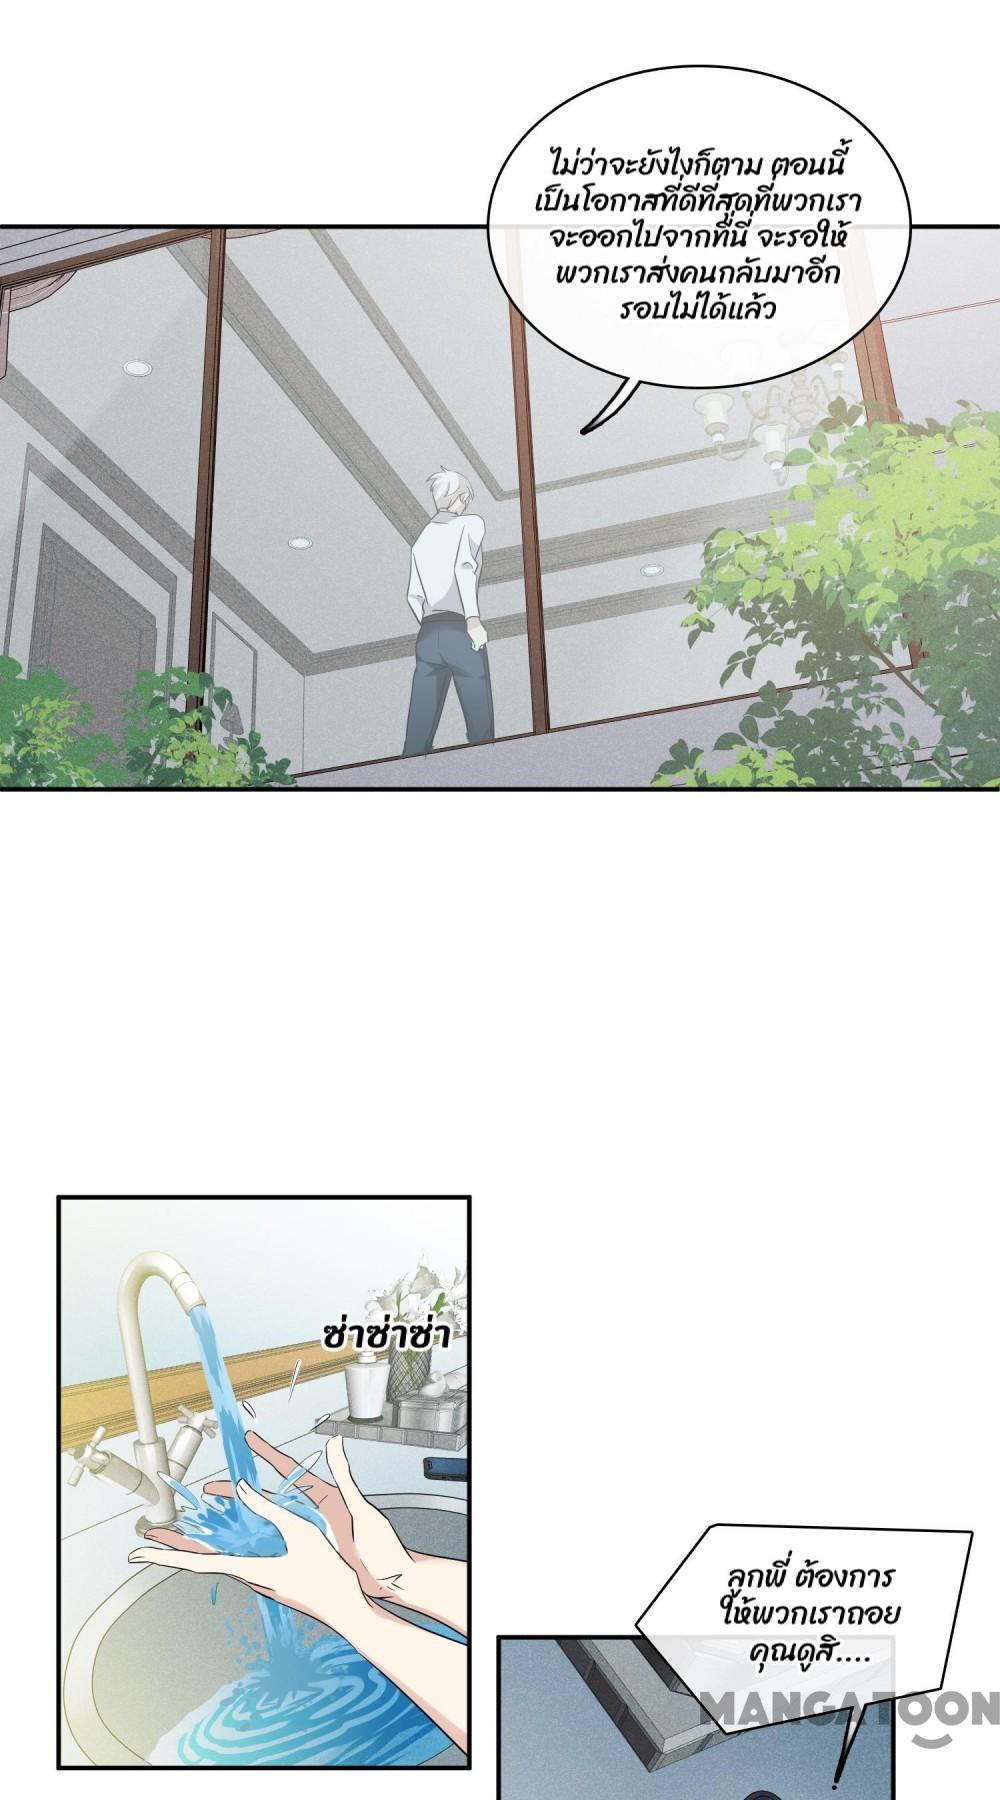 ไม่ว่าจะยังไงก็ตาม ตอนนี้
เป็นโอกาสที่ดีที่สุดที่พวกเรา
จะออกไปจากที่นี่ จะรอให้
พวกเราส่งคนกลับมาอีก
รอบไม่ได้แล้ว
ซ่าซ่าซ่า
ลูกพี่ ต้องการ
ให้พวกเราถอย
คุณดูสิ....
MANGATOON